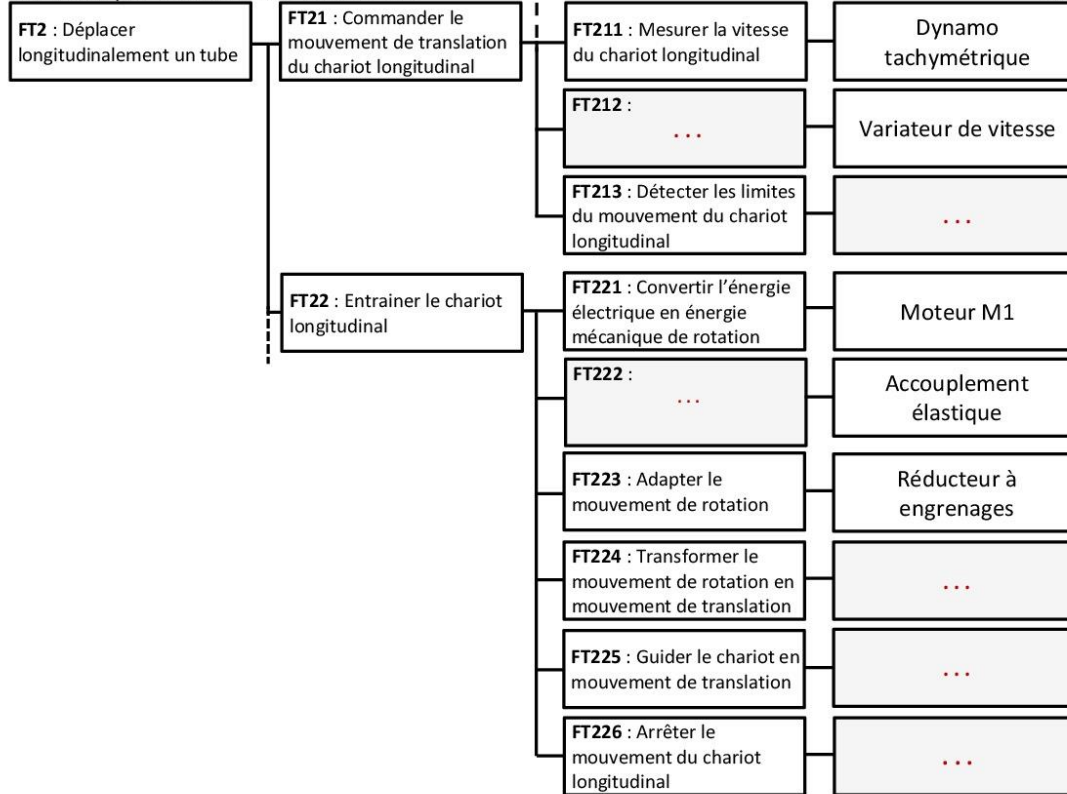 FT2 : Déplacer
longitudinalement un tube
FT21 : Commander le
mouvement de translation
du chariot longitudinal
FT211 : Mesurer la vitesse
du chariot longitudinal
Dynamo
tachymétrique
FT212 :
...
Variateur de vitesse
FT213 : Détecter les limites
du mouvement du chariot
longitudinal
...
FT22 : Entrainer le chariot
longitudinal
FT221 : Convertir l'énergie
électrique en énergie
mécanique de rotation
Moteur M1
FT222 :
...
Accouplement
élastique
FT223 : Adapter le
mouvement de rotation
Réducteur à
engrenages
FT224 : Transformer le
mouvement de rotation en
mouvement de translation
...
FT225 : Guider le chariot en
mouvement de translation
...
FT226 : Arrêter le
mouvement du chariot
longitudinal
...